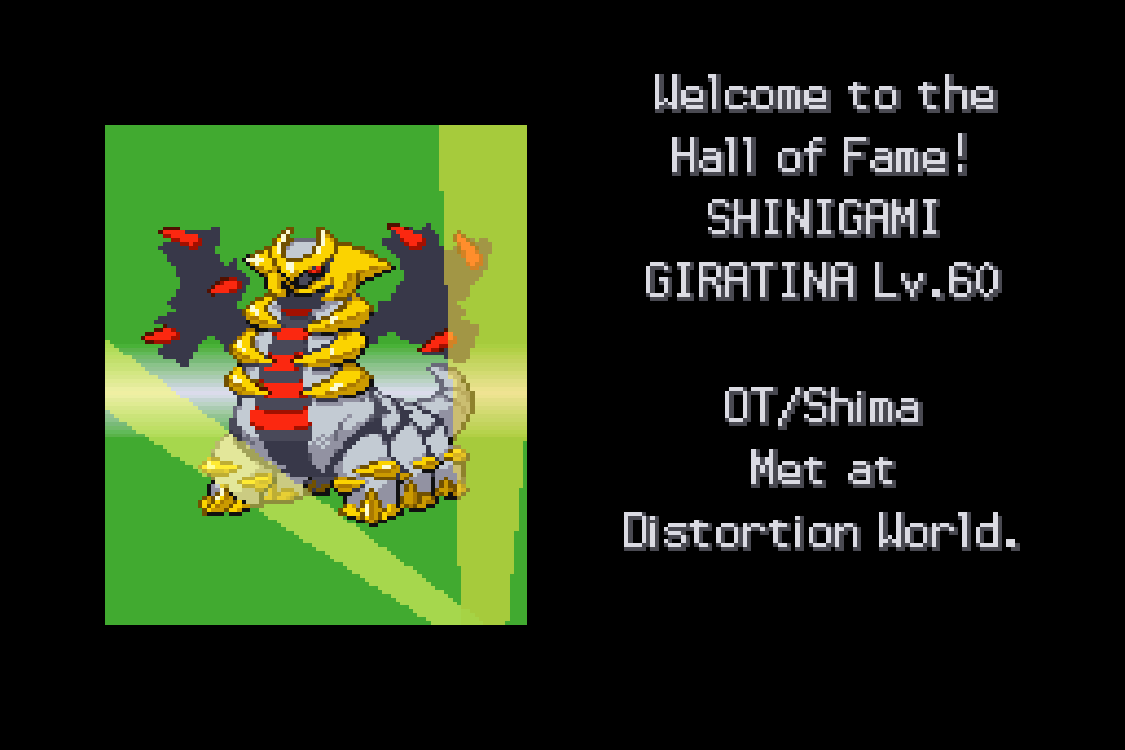 Welcome to the
Hall of Fame!
SHINIGAMI
GIRATINA Lv.60
OT/Shima
Met at
Distortion World.